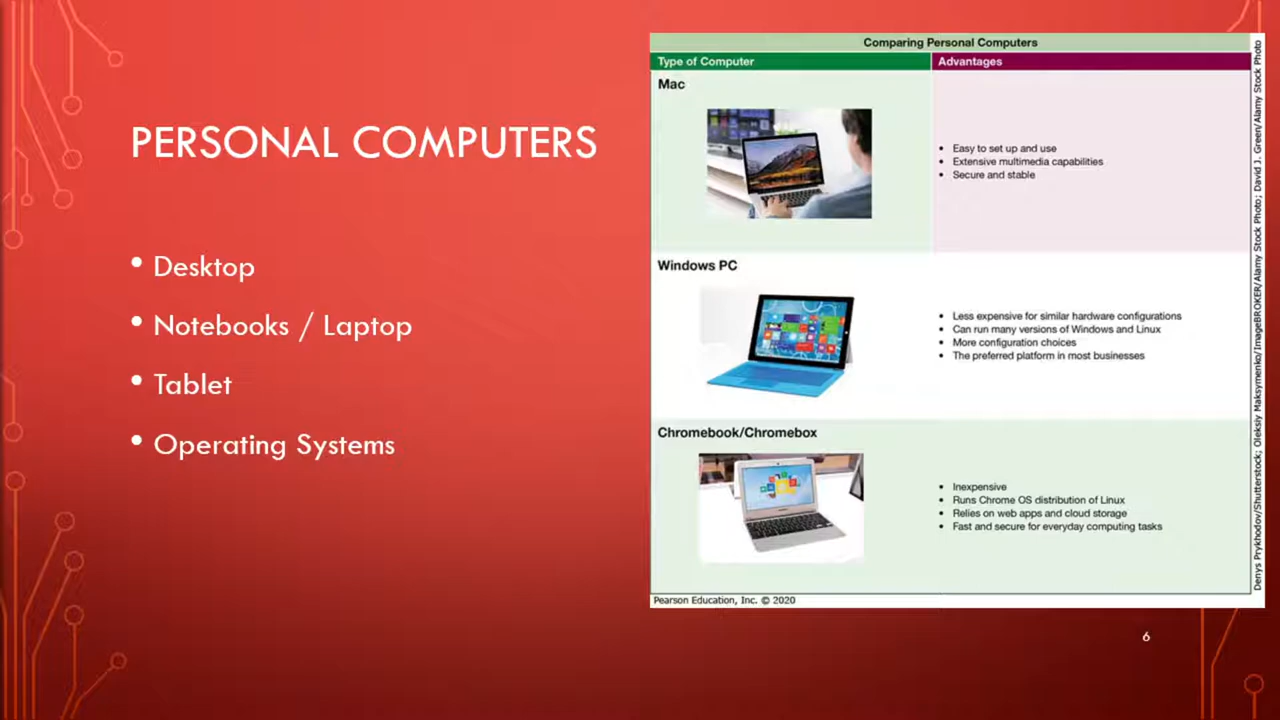 PERSONAL COMPUTERS
• Desktop
• Notebooks / Laptop
• Tablet
• Operating Systems
Comparing Personal Computers
Type of Computer
Advantages
Mac
• Easy to set up and use
• Extensive multimedia capabilities
• Secure and stable
Windows PC
• Less expensive for similar hardware configurations
• Can run many versions of Windows and Linux
• More configuration choices
• The preferred platform in most businesses
Chromebook/Chromebox
• Inexpensive
• Runs Chrome OS distribution of Linux
• Relies on web apps and cloud storage
• Fast and secure for everyday computing tasks
Pearson Education, Inc. © 2020
Denys Prykhodov/Shutterstock; Oleksiy Maksymenko/ImageBROKER/Alamy Stock Photo; David J. Green/Alamy Stock Photo
6